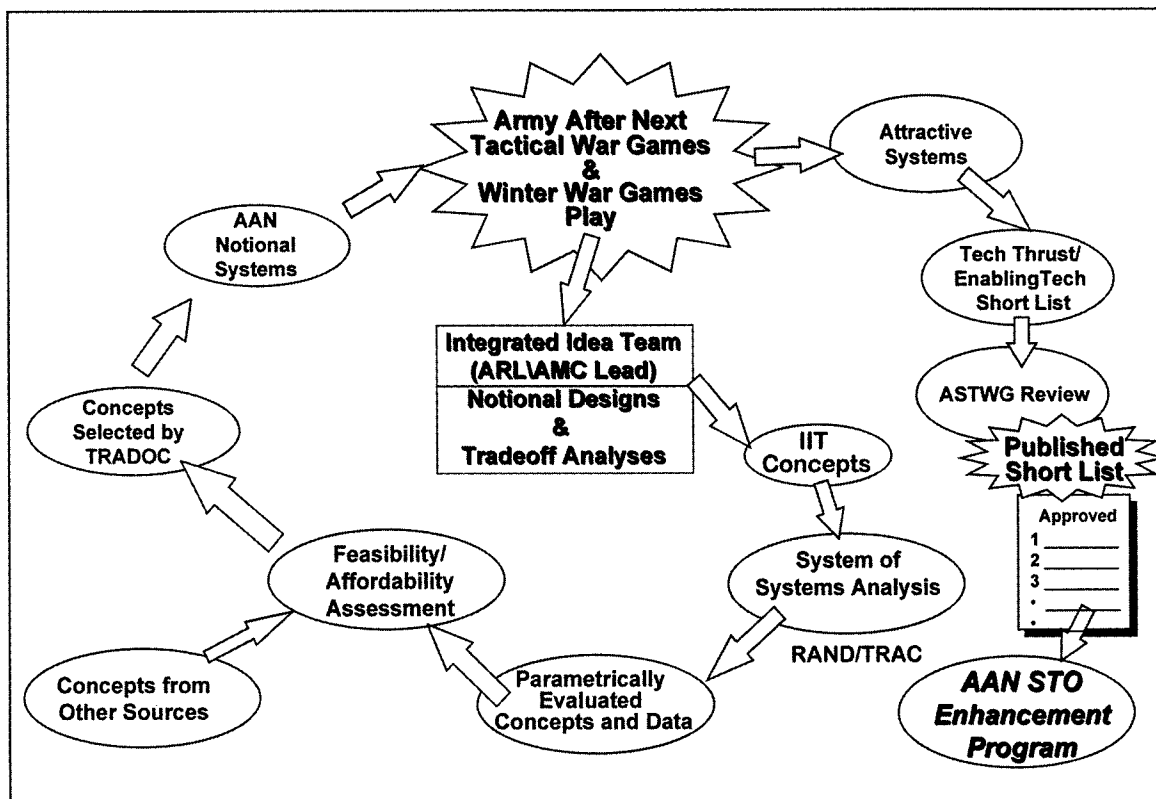 Army After Next
Tactical War Games
&
Winter War Games
Play
Attractive
Systems
Tech Thrust/
EnablingTech
Short List
ASTWG Review
Published
Short List
Approved
1
2
3
.
.
AAN STO
Enhancement
Program
AAN
Notional
Systems
Integrated Idea Team
(ARL\AMC Lead)
Notional Designs
&
Tradeoff Analyses
IIT
Concepts
System of
Systems Analysis
RAND/TRAC
Parametrically
Evaluated
Concepts and Data
Feasibility/
Affordability
Assessment
Concepts from
Other Sources
Concepts
Selected by
TRADOC